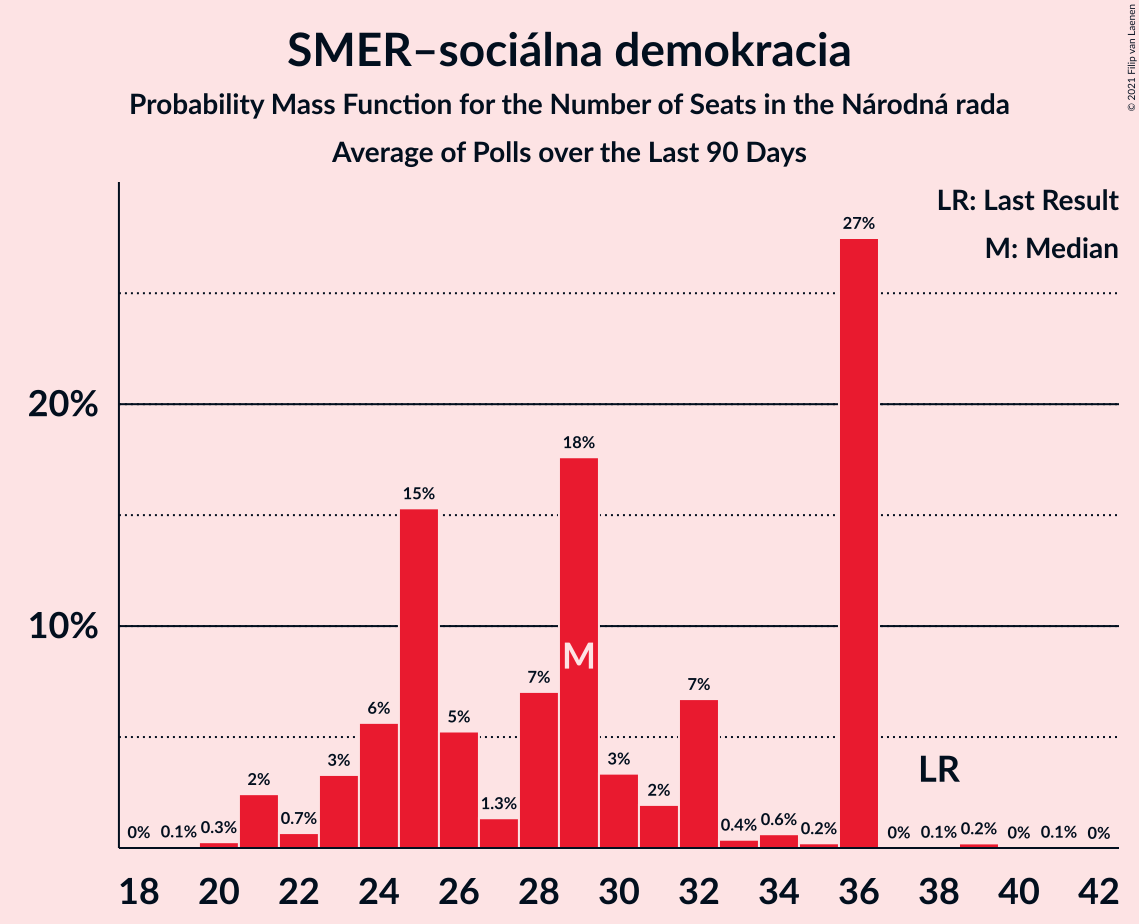 SMER–sociálna demokracia
Probability Mass Function for the Number of Seats in the Národná rada
Average of Polls over the Last 90 Days
© 2021 Filip van Laenen
LR: Last Result
M: Median
20%
10%
0% 0.1% 0.3% 2% 0.7% 3% 6% 15% 5% 1.3% 7% 18% 3% 2% 7% 0.4% 0.6% 0.2% 27% 0% 0.1% 0.2% 0% 0.1% 0%
M
LR
18 20 22 24 26 28 30 32 34 36 38 40 42